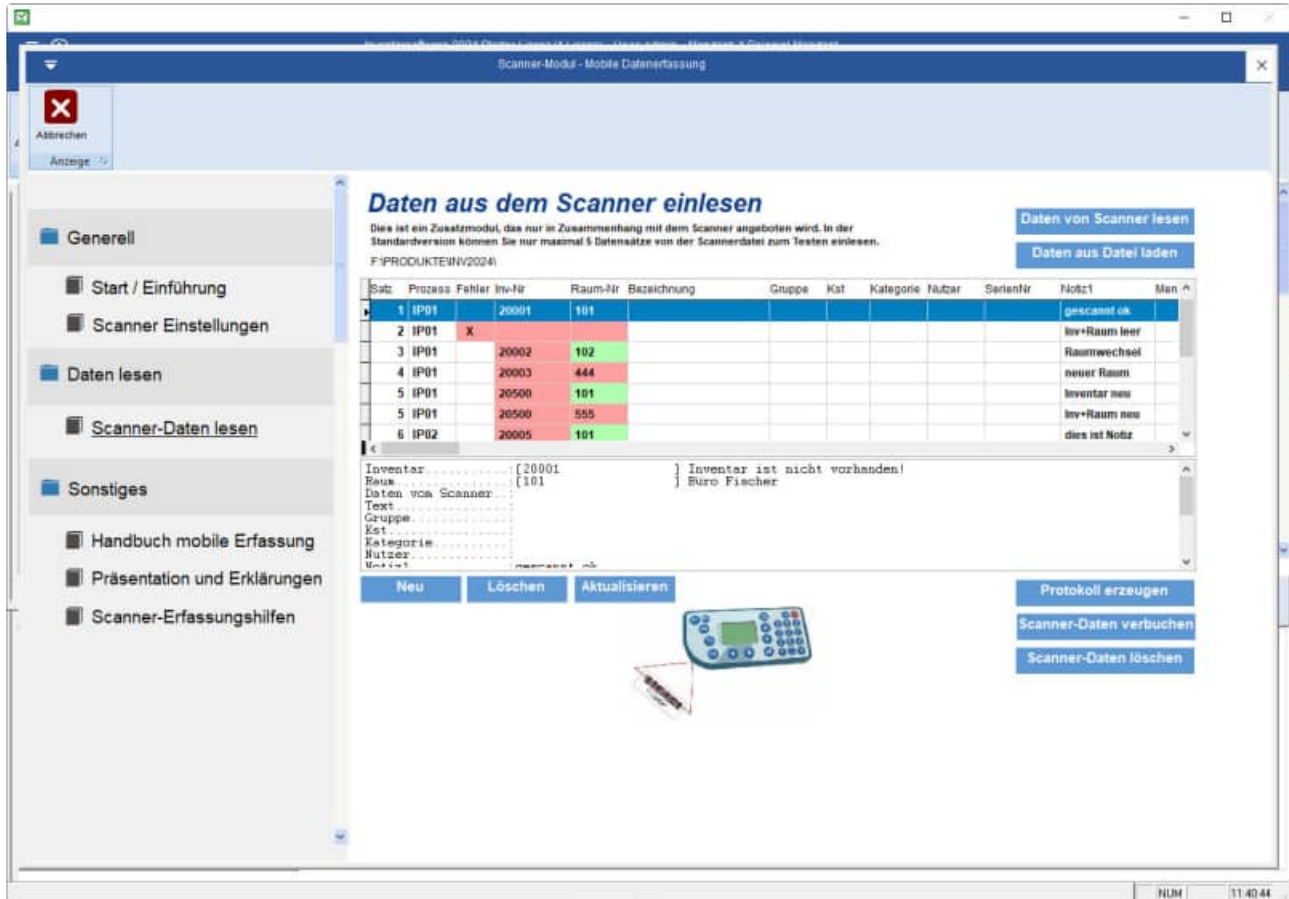 Scanner-Modul - Mobile Datenerfassung
Abbrechen
Anzeige
Generell
Start / Einführung
Scanner Einstellungen
Daten lesen
Scanner-Daten lesen
Sonstiges
Handbuch mobile Erfassung
Präsentation und Erklärungen
Scanner-Erfassungshilfen
Daten aus dem Scanner einlesen
Dies ist ein Zusatzmodul, das nur in Zusammenhang mit dem Scanner angeboten wird. In der
Standardversion können Sie nur maximal 5 Datensätze von der Scannerdatei zum Testen einlesen.
F:\PRODUKTE\INV2024\
Daten von Scanner lesen
Daten aus Datei laden
Satz Prozess Fehler Inv-Nr Raum-Nr Bezeichnung Gruppe Kst Kategorie Nutzer SerienNr Notiz1 Men
1 IP01 20001 101 gescannt ok
2 IP01 X Inv+Raum leer
3 IP01 20002 102 Raumwechsel
4 IP01 20003 444 neuer Raum
5 IP01 20500 101 Inventar neu
5 IP01 20500 555 Inv+Raum neu
6 IP02 20005 101 dies ist Notiz
Inventar...........:[20001 ] Inventar ist nicht vorhanden!
Raum...............:[101 ] Büro Fischer
Daten vom Scanner..:
Text...............:
Gruppe.............:
Kst................:
Kategorie..........:
Nutzer.............:
Notiz1 :gescannt ok
Neu Löschen Aktualisieren
Protokoll erzeugen
Scanner-Daten verbuchen
Scanner-Daten löschen
NUM 11:40:44